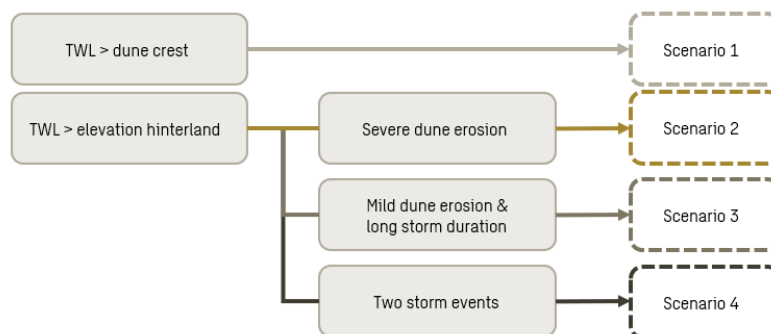 TWL > dune crest
Scenario 1
TWL > elevation hinterland
Severe dune erosion
Scenario 2
Mild dune erosion &
long storm duration
Scenario 3
Two storm events
Scenario 4